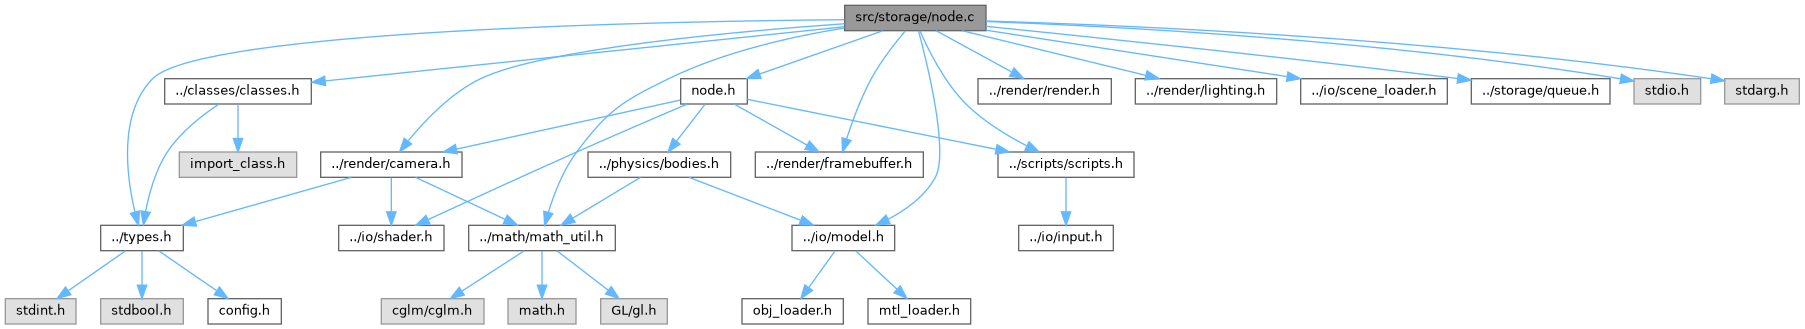 src/storage/node.c
../classes/classes.h
node.h
../render/render.h
../render/lighting.h
../io/scene_loader.h
../storage/queue.h
stdio.h
stdarg.h
import_class.h
../render/camera.h
../physics/bodies.h
../render/framebuffer.h
../scripts/scripts.h
../types.h
../io/shader.h
../math/math_util.h
../io/model.h
../io/input.h
stdint.h
stdbool.h
config.h
cglm/cglm.h
math.h
GL/gl.h
obj_loader.h
mtl_loader.h